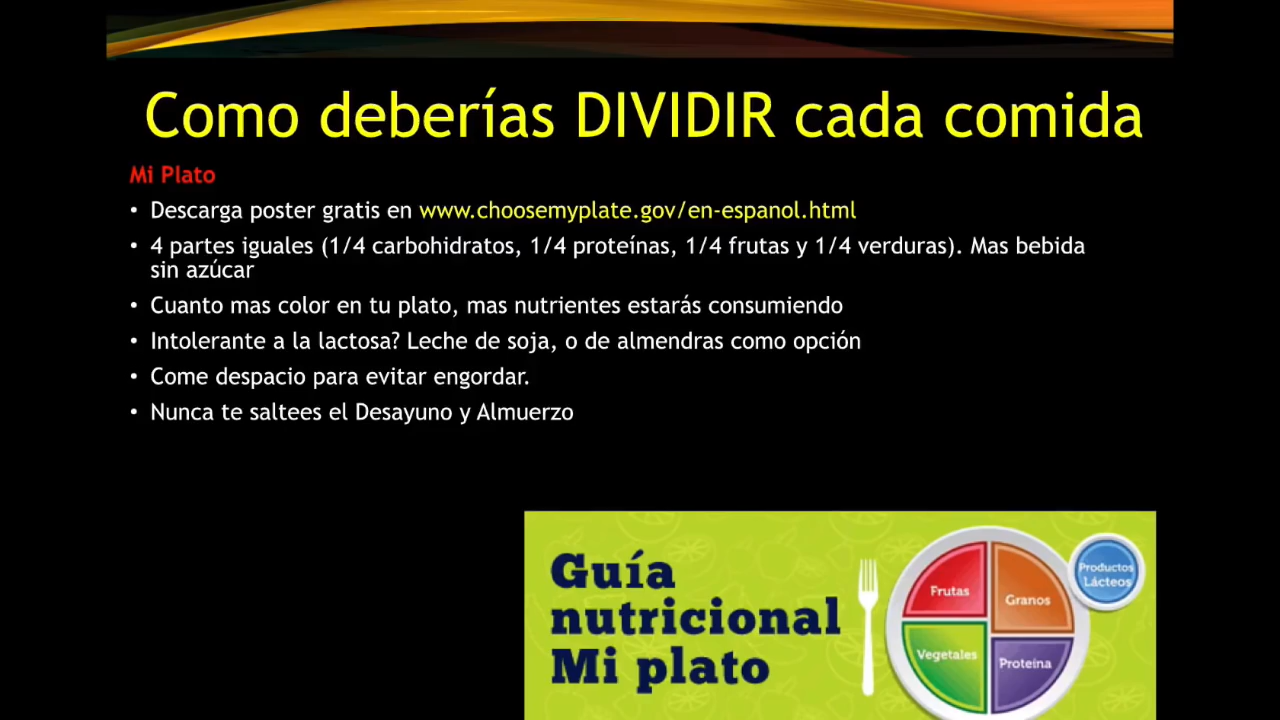 Como deberías DIVIDIR cada comida
Mi Plato
• Descarga poster gratis en www.choosemyplate.gov/en-espanol.html
• 4 partes iguales (1/4 carbohidratos, 1/4 proteínas, 1/4 frutas y 1/4 verduras). Mas bebida
sin azúcar
• Cuanto mas color en tu plato, mas nutrientes estarás consumiendo
• Intolerante a la lactosa? Leche de soja, o de almendras como opción
• Come despacio para evitar engordar.
• Nunca te saltees el Desayuno y Almuerzo
Guía
nutricional
Mi plato
Frutas
Granos
Vegetales
Proteína
Productos
Lácteos